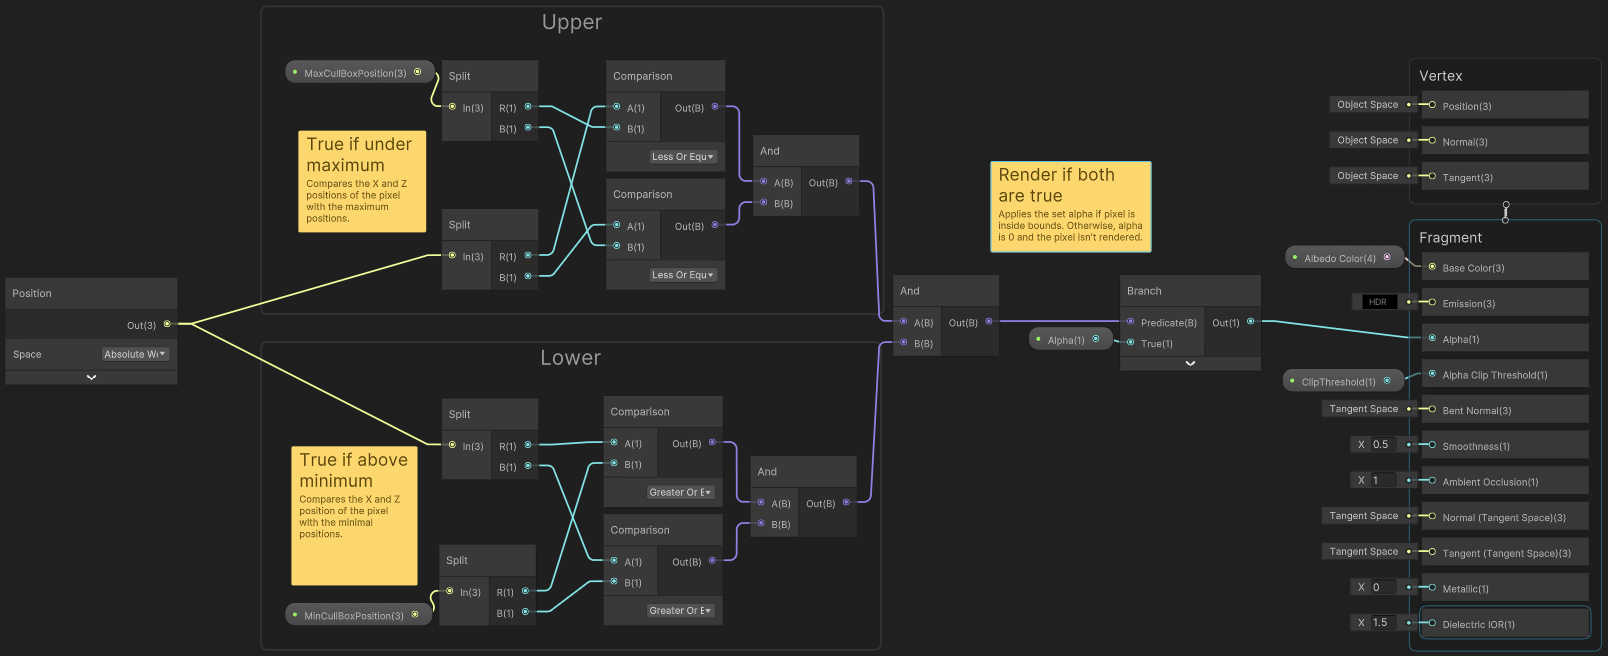 Upper
MaxCullBoxPosition(3)
Split
In(3)
R(1)
B(1)
Comparison
A(1)
Out(B)
B(1)
Less Or Equ
True if under
maximum
Compares the X and Z
positions of the pixel
with the maximum
positions.
Split
In(3)
R(1)
B(1)
Comparison
A(1)
Out(B)
B(1)
Less Or Equ
And
A(B)
Out(B)
B(B)
Position
Out(3)
Space
Absolute W
Lower
Split
In(3)
R(1)
B(1)
Comparison
A(1)
Out(B)
B(1)
Greater Or E
True if above
minimum
Compares the X and Z
position of the pixel
with the minimal
positions.
Split
In(3)
R(1)
B(1)
MinCullBoxPosition(3)
Comparison
A(1)
Out(B)
B(1)
Greater Or E
And
A(B)
Out(B)
B(B)
And
A(B)
Out(B)
B(B)
Render if both
are true
Applies the set alpha if pixel is
inside bounds. Otherwise, alpha
is 0 and the pixel isn't rendered.
Alpha(1)
Branch
Predicate(B)
Out(1)
True(1)
Vertex
Object Space
Position(3)
Object Space
Normal(3)
Object Space
Tangent(3)
Fragment
Albedo Color(4)
Base Color(3)
HDR
Emission(3)
Alpha(1)
ClipThreshold(1)
Alpha Clip Threshold(1)
Tangent Space
Bent Normal(3)
X 0.5
Smoothness(1)
X 1
Ambient Occlusion(1)
Tangent Space
Normal (Tangent Space)(3)
Tangent Space
Tangent (Tangent Space)(3)
X 0
Metallic(1)
X 1.5
Dielectric IOR(1)